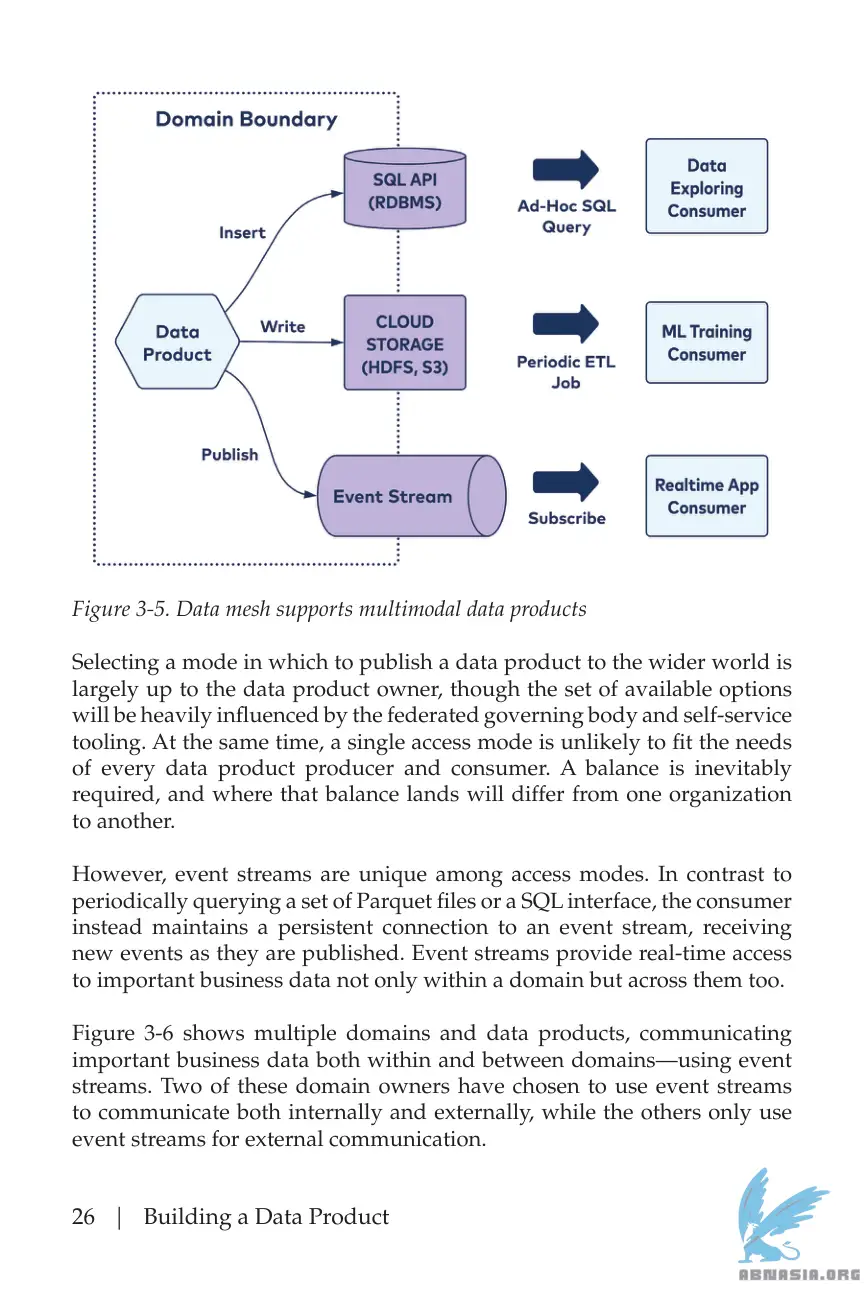 Domain Boundary
SQL API
(RDBMS)
Ad-Hoc SQL
Query
Data
Exploring
Consumer
Insert
Data
Product
Write
CLOUD
STORAGE
(HDFS, S3)
Periodic ETL
Job
ML Training
Consumer
Publish
Event Stream
Subscribe
Realtime App
Consumer
Figure 3-5. Data mesh supports multimodal data products
Selecting a mode in which to publish a data product to the wider world is
largely up to the data product owner, though the set of available options
will be heavily influenced by the federated governing body and self-service
tooling. At the same time, a single access mode is unlikely to fit the needs
of every data product producer and consumer. A balance is inevitably
required, and where that balance lands will differ from one organization
to another.
However, event streams are unique among access modes. In contrast to
periodically querying a set of Parquet files or a SQL interface, the consumer
instead maintains a persistent connection to an event stream, receiving
new events as they are published. Event streams provide real-time access
to important business data not only within a domain but across them too.
Figure 3-6 shows multiple domains and data products, communicating
important business data both within and between domains—using event
streams. Two of these domain owners have chosen to use event streams
to communicate both internally and externally, while the others only use
event streams for external communication.
26 | Building a Data Product
ABNASIA.ORG